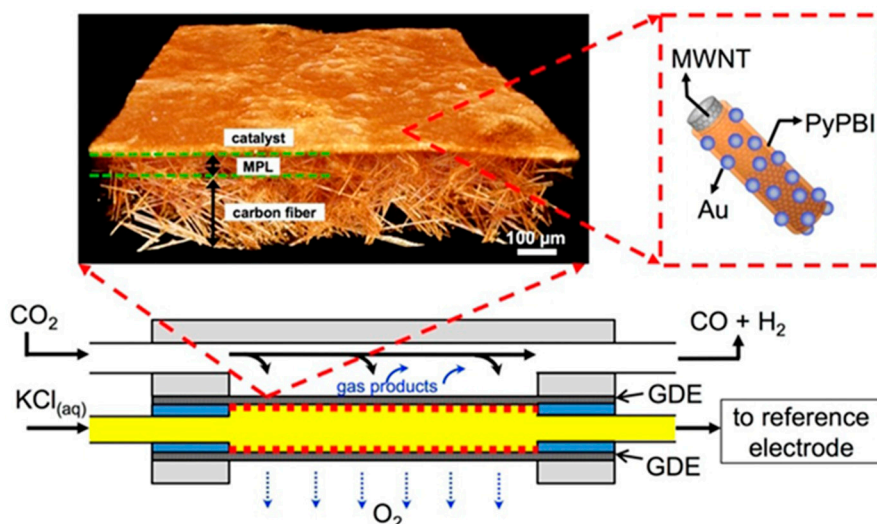 catalyst
MPL
carbon fiber
100 µm
MWNT
PyPBI
Au
CO₂
CO + H₂
gas products
KCl(aq)
GDE
to reference
electrode
GDE
O₂